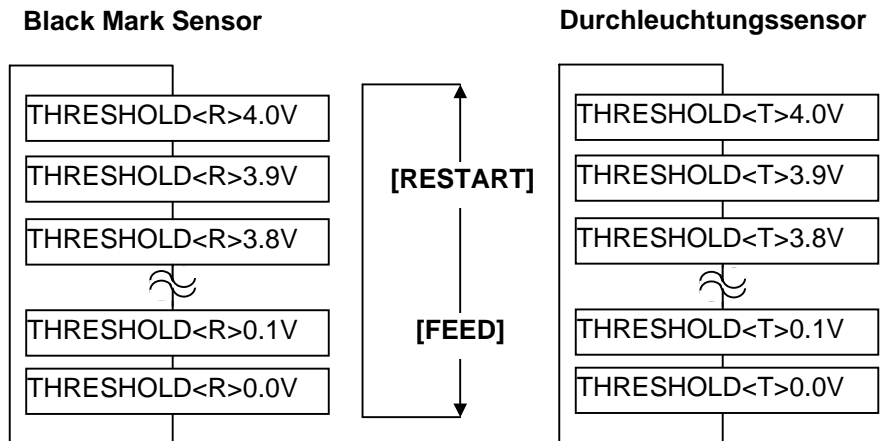 Black Mark Sensor
Durchleuchtungssensor
THRESHOLD<R>4.0V
THRESHOLD<R>3.9V
THRESHOLD<R>3.8V
THRESHOLD<R>0.1V
THRESHOLD<R>0.0V
[RESTART]
[FEED]
THRESHOLD<T>4.0V
THRESHOLD<T>3.9V
THRESHOLD<T>3.8V
THRESHOLD<T>0.1V
THRESHOLD<T>0.0V